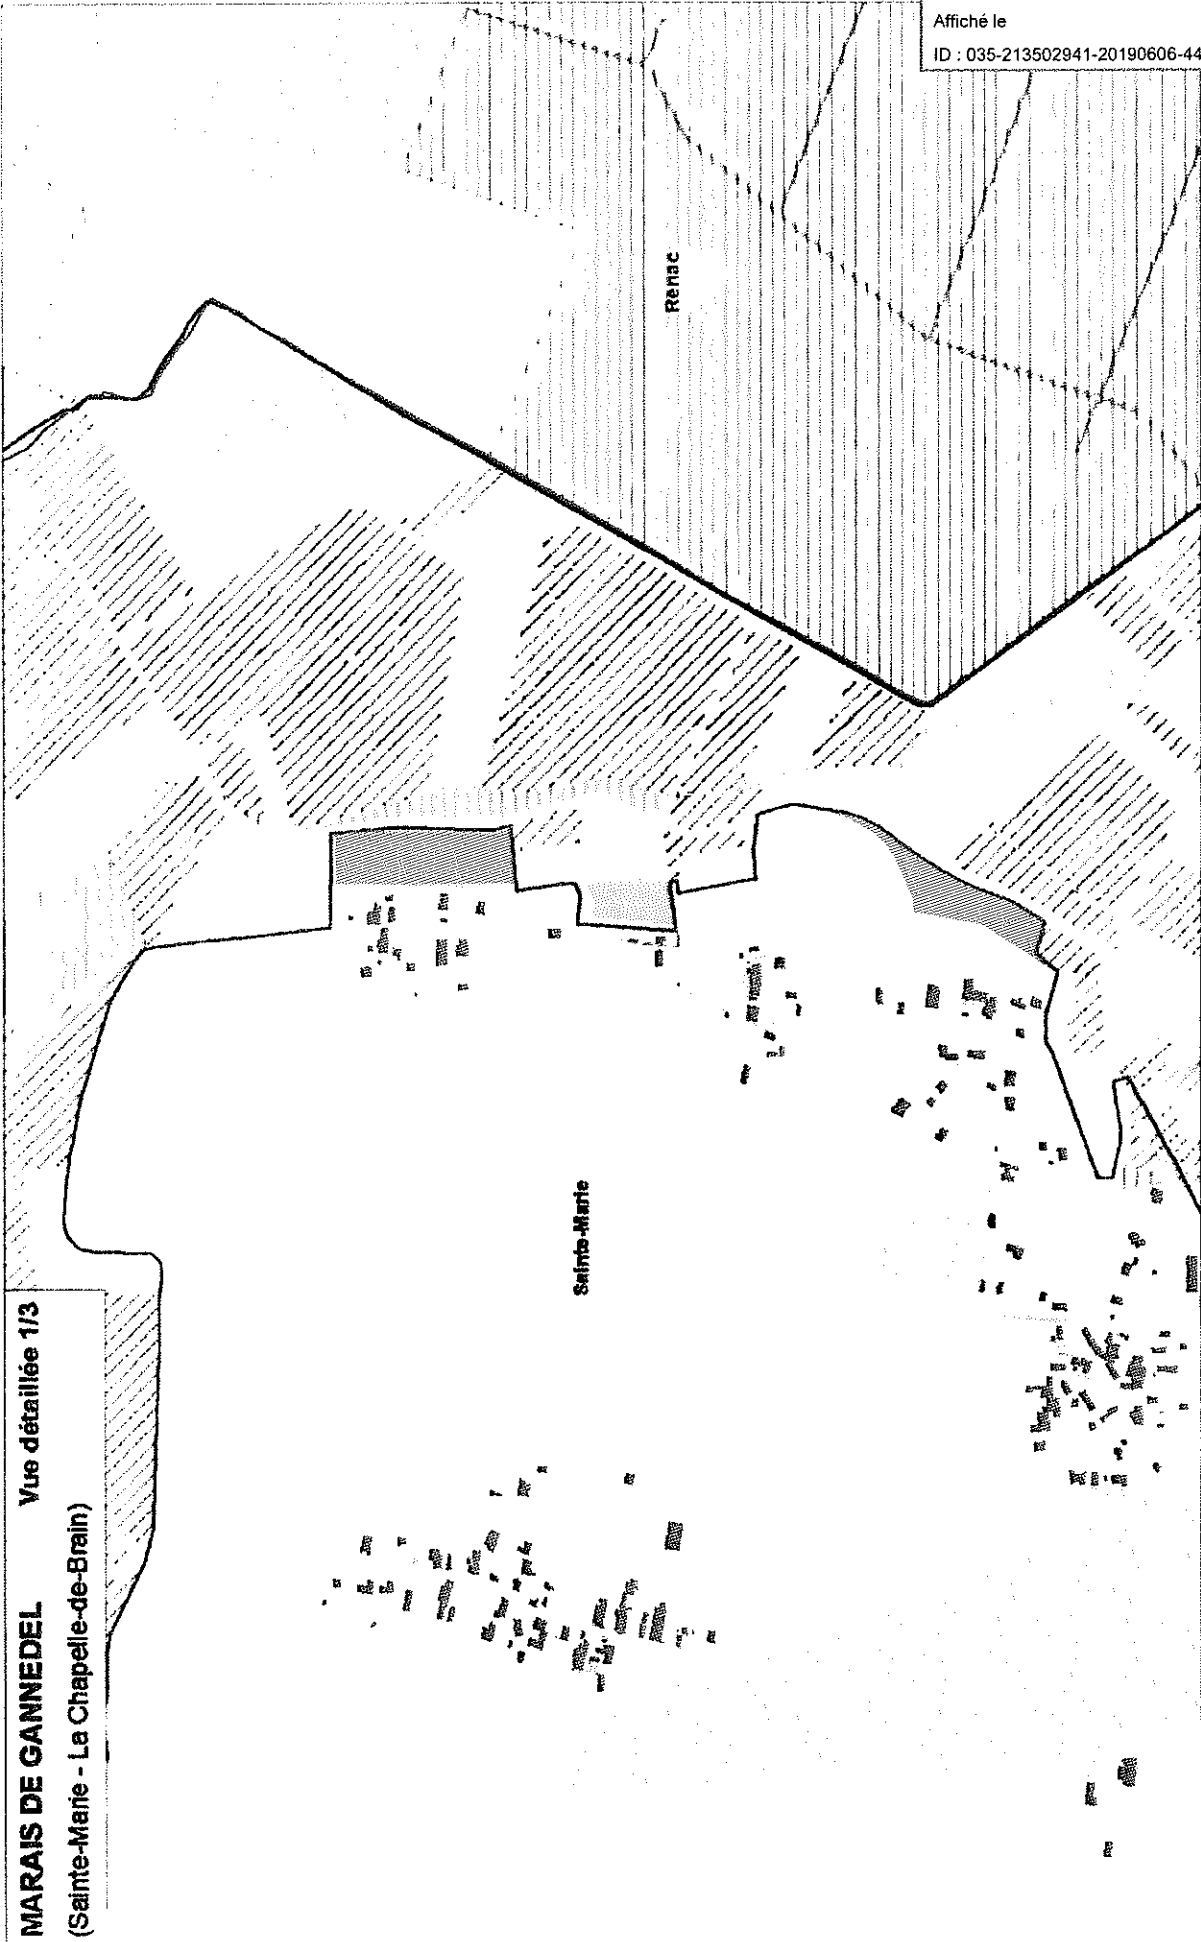 Affiché le
ID : 035-213502941-20190606-44
MARAIS DE GANNEDEL Vue détaillée 1/3
(Sainte-Marie - La Chapelle-de-Brain)
Renac
Sainte-Marie